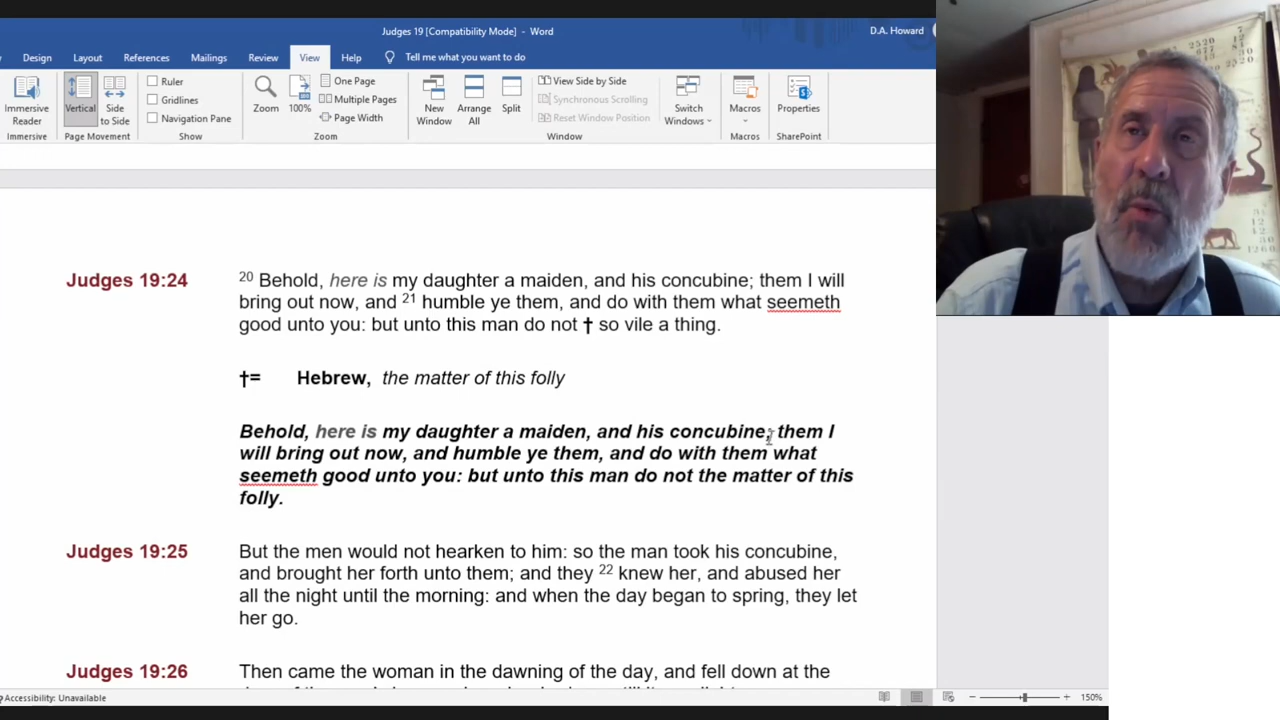 Judges 19 [Compatibility Mode] - Word
D.A. Howard
Design Layout References Mailings Review View Help Tell me what you want to do
Immersive Reader
Immersive
Vertical
Side to Side
Page Movement
Ruler
Gridlines
Navigation Pane
Show
Zoom
100%
One Page
Multiple Pages
Page Width
Zoom
New Window
Arrange All
Split
View Side by Side
Synchronous Scrolling
Reset Window Position
Switch Windows
Window
Macros
Macros
Properties
SharePoint
Judges 19:24 20 Behold, here is my daughter a maiden, and his concubine; them I will
bring out now, and 21 humble ye them, and do with them what seemeth
good unto you: but unto this man do not † so vile a thing.
†= Hebrew, the matter of this folly
Behold, here is my daughter a maiden, and his concubine; them I
will bring out now, and humble ye them, and do with them what
seemeth good unto you: but unto this man do not the matter of this
folly.
Judges 19:25 But the men would not hearken to him: so the man took his concubine,
and brought her forth unto them; and they 22 knew her, and abused her
all the night until the morning: and when the day began to spring, they let
her go.
Judges 19:26 Then came the woman in the dawning of the day, and fell down at the
Accessibility: Unavailable
150%
2520